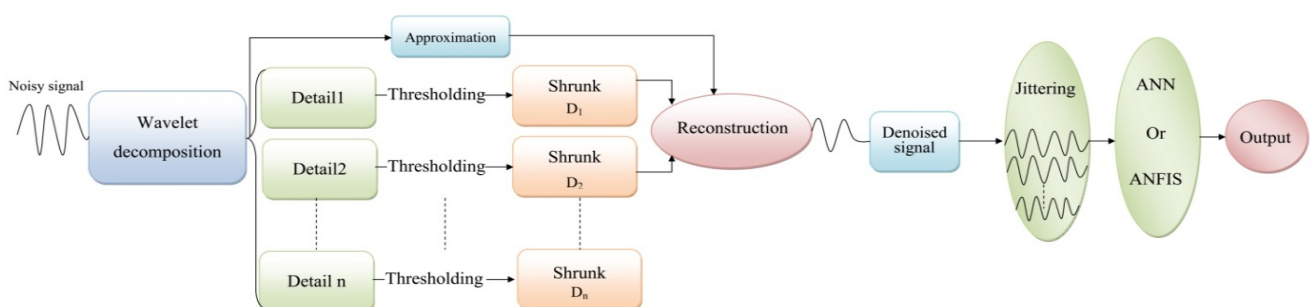 Approximation
Noisy signal
Wavelet
decomposition
Detail1
Thresholding
Shrunk
D₁
Detail2
Thresholding
Shrunk
D₂
Detail n
Thresholding
Shrunk
Dₙ
Reconstruction
Denoised
signal
Jittering
ANN
Or
ANFIS
Output